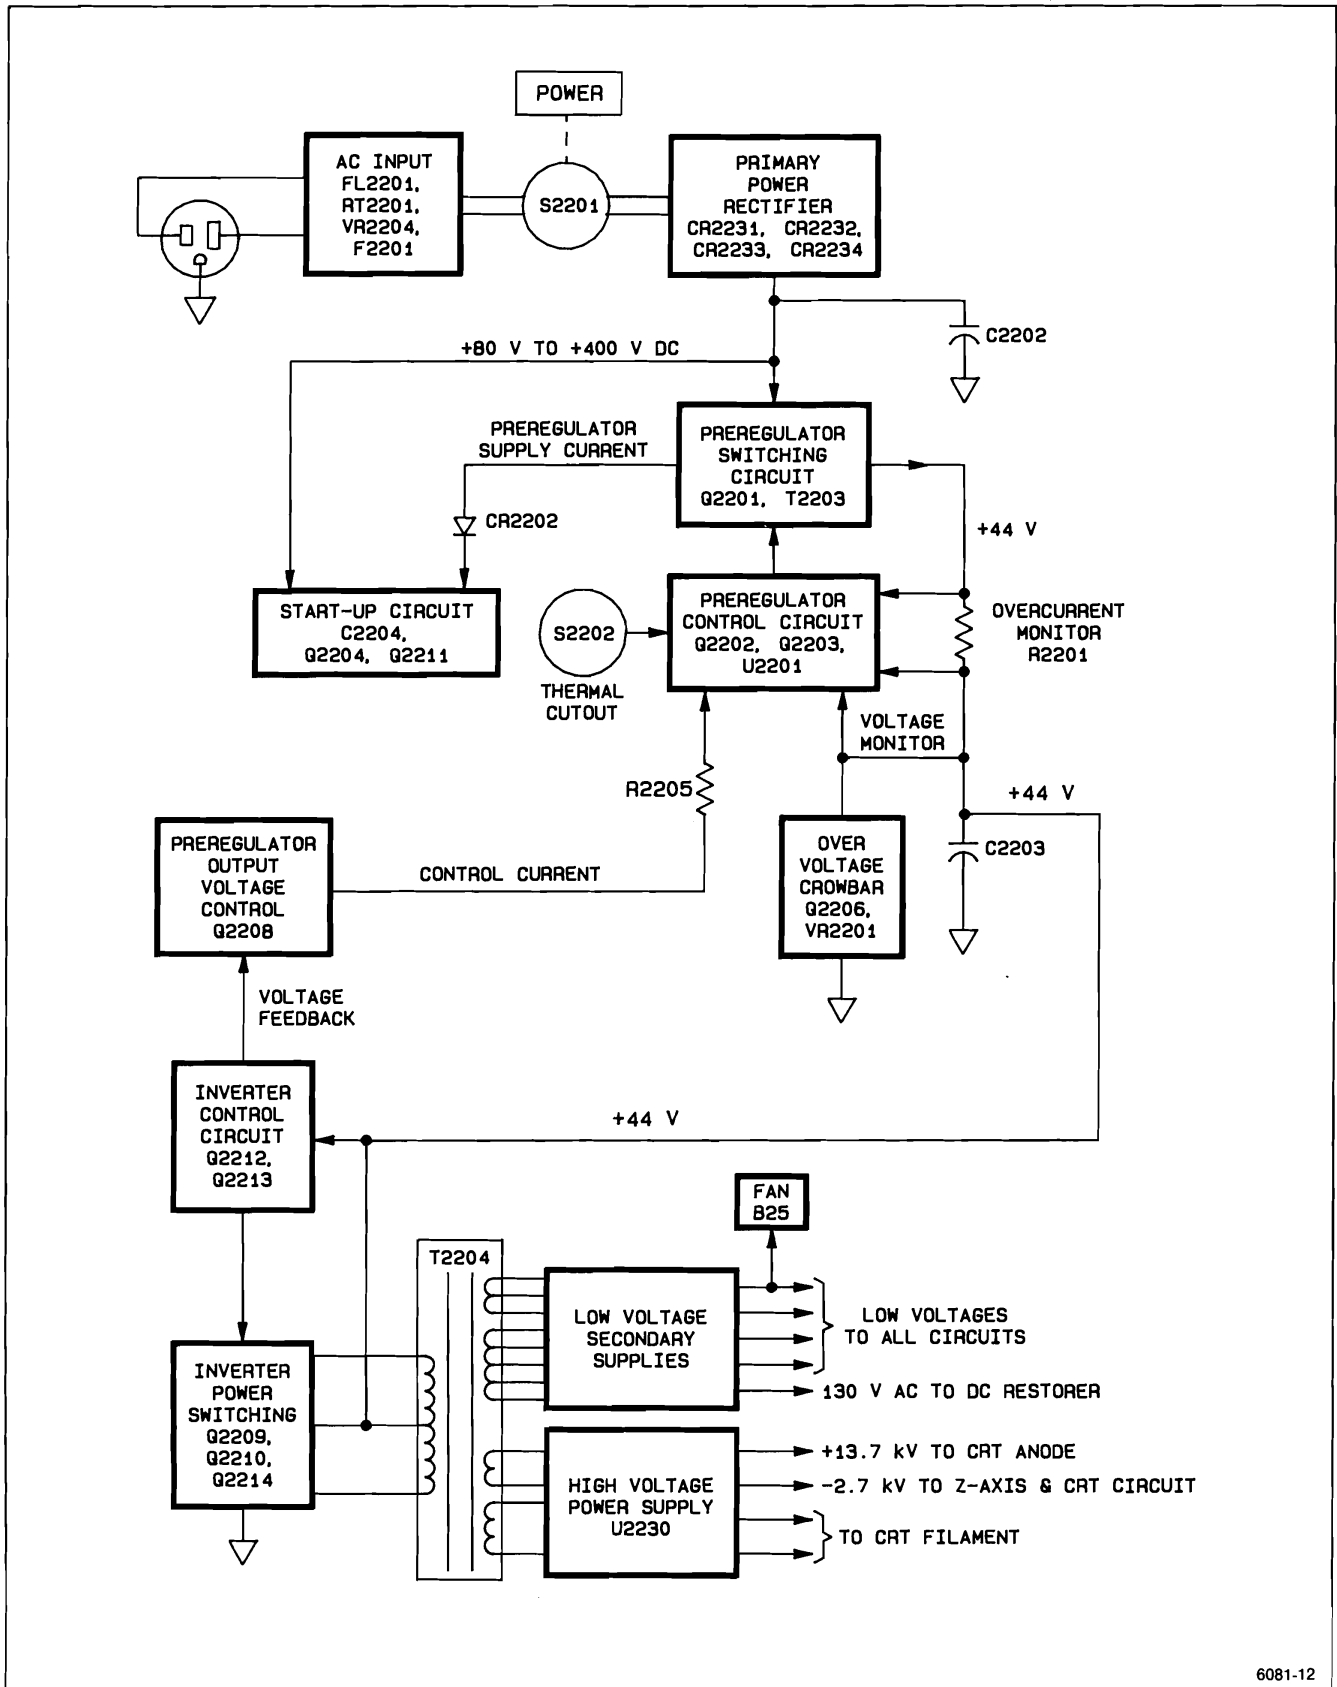 POWER
AC INPUT
FL2201,
RT2201,
VR2204,
F2201
S2201
PRIMARY
POWER
RECTIFIER
CR2231, CR2232,
CR2233, CR2234
C2202
+80 V TO +400 V DC
PREREGULATOR
SUPPLY CURRENT
PREREGULATOR
SWITCHING
CIRCUIT
Q2201, T2203
CR2202
+44 V
START-UP CIRCUIT
C2204,
Q2204, Q2211
S2202
THERMAL
CUTOUT
PREREGULATOR
CONTROL CIRCUIT
Q2202, Q2203,
U2201
OVERCURRENT
MONITOR
R2201
VOLTAGE
MONITOR
R2205
+44 V
PREREGULATOR
OUTPUT
VOLTAGE
CONTROL
Q2208
CONTROL CURRENT
OVER
VOLTAGE
CROWBAR
Q2206,
VR2201
C2203
VOLTAGE
FEEDBACK
INVERTER
CONTROL
CIRCUIT
Q2212,
Q2213
+44 V
FAN
B25
T2204
LOW VOLTAGE
SECONDARY
SUPPLIES
LOW VOLTAGES
TO ALL CIRCUITS
130 V AC TO DC RESTORER
INVERTER
POWER
SWITCHING
Q2209,
Q2210,
Q2214
HIGH VOLTAGE
POWER SUPPLY
U2230
+13.7 kV TO CRT ANODE
-2.7 kV TO Z-AXIS & CRT CIRCUIT
TO CRT FILAMENT
6081-12